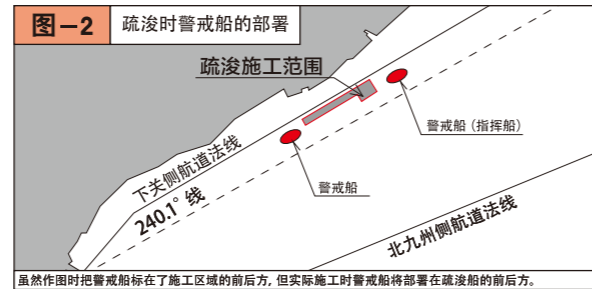 图－2 疏浚时警戒船的部署
疏浚施工范围
警戒船（指挥船）
警戒船
下关侧航道法线
240.1° 线
北九州侧航道法线
虽然作图时把警戒船标在了施工区域的前后方, 但实际施工时警戒船将部署在疏浚船的前后方。